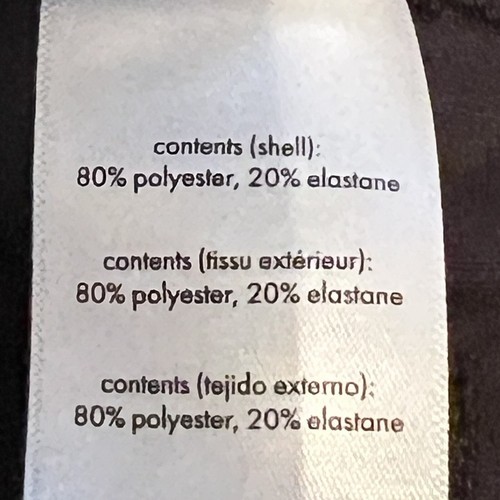 contents (shell):
80% polyester, 20% elastane
contents (tissu extérieur):
80% polyester, 20% elastane
contents (tejido externo):
80% polyester, 20% elastane